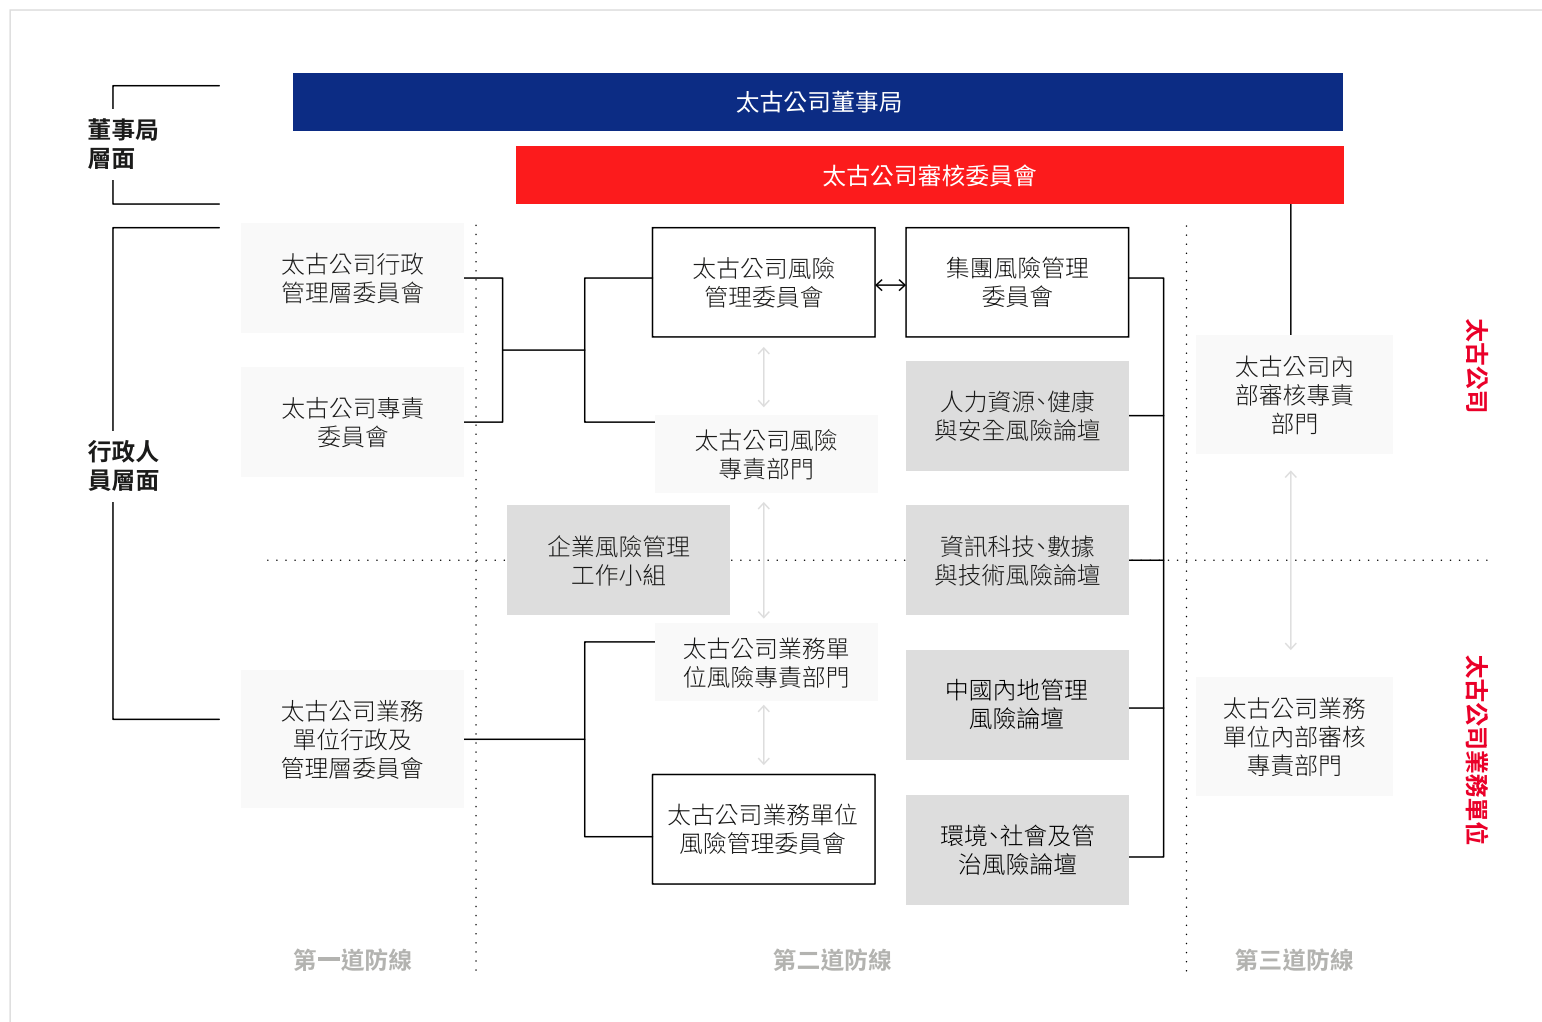 太古公司董事局
太古公司審核委員會
董事局
層面
行政人
員層面
太古公司行政
管理層委員會
太古公司專責
委員會
太古公司業務
單位行政及
管理層委員會
太古公司風險
管理委員會
太古公司風險
專責部門
企業風險管理
工作小組
太古公司業務單
位風險專責部門
太古公司業務單位
風險管理委員會
集團風險管理
委員會
人力資源、健康
與安全風險論壇
資訊科技、數據
與技術風險論壇
中國內地管理
風險論壇
環境、社會及管
治風險論壇
太古公司內
部審核專責
部門
太古公司業務
單位內部審核
專責部門
太古公司
太古公司業務單位
第一道防線
第二道防線
第三道防線